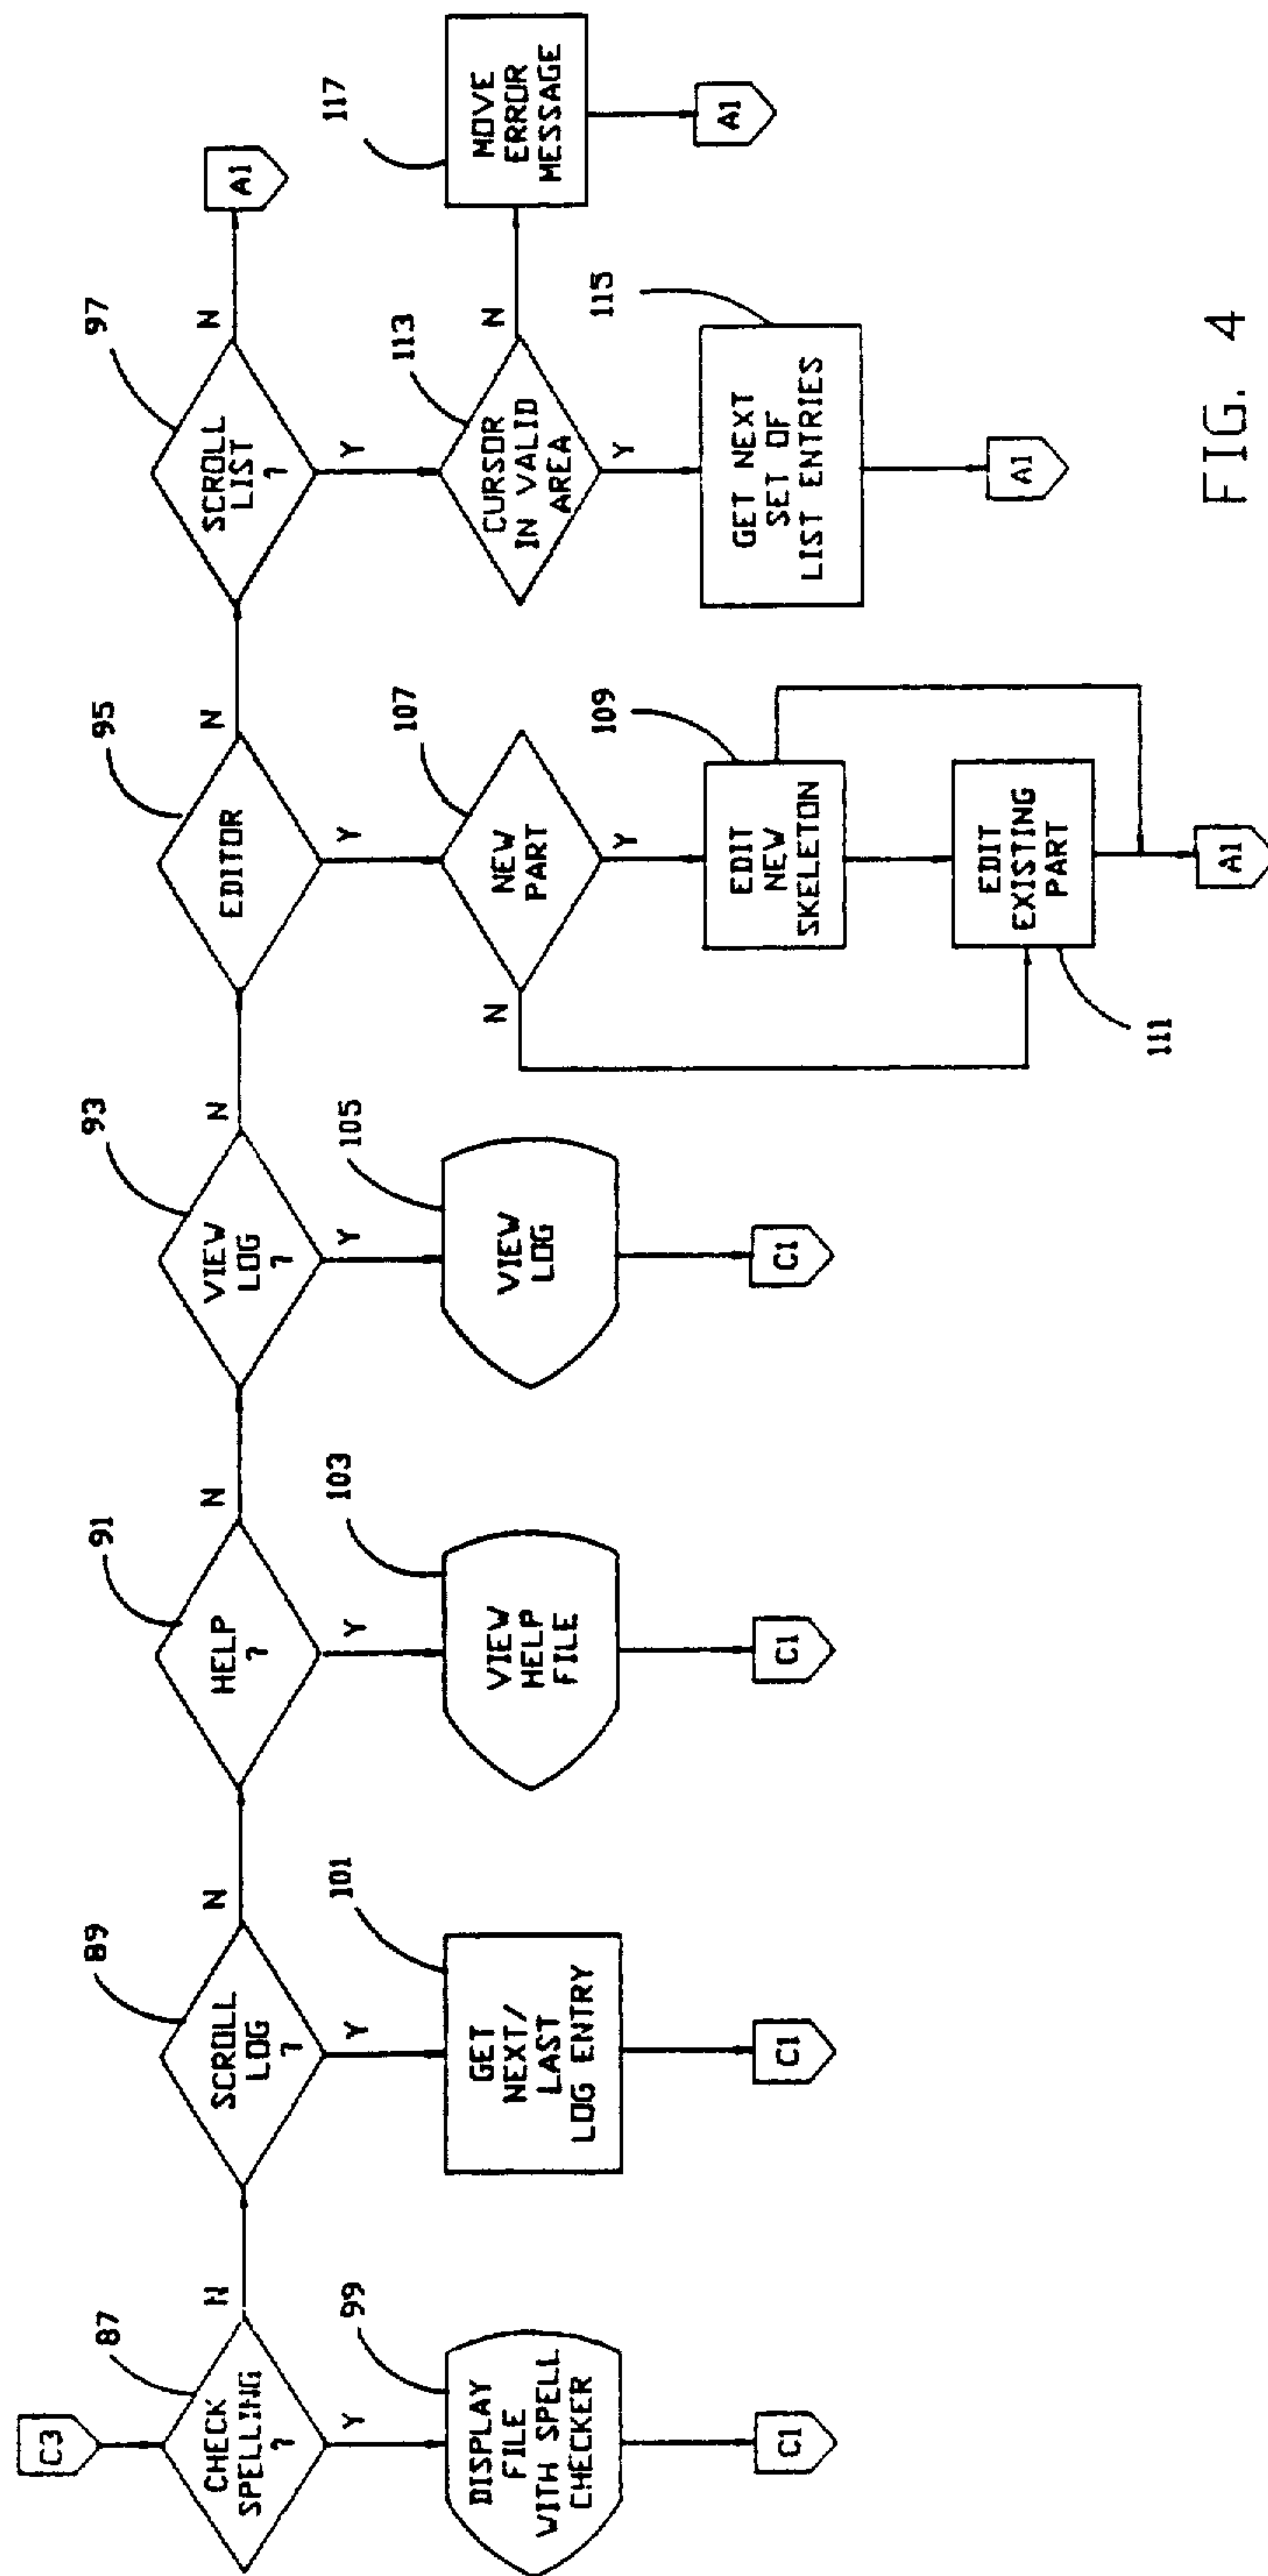 C3
87
CHECK
SPELLING
?
N
Y
99
DISPLAY
FILE
WITH SPELL
CHECKER
C1
89
SCROLL
LOG
?
N
Y
101
GET
NEXT/
LAST
LOG ENTRY
C1
91
HELP
?
N
Y
103
VIEW
HELP
FILE
C1
93
VIEW
LOG
?
N
Y
105
VIEW
LOG
C1
95
EDITOR
N
Y
107
NEW
PART
N
Y
109
EDIT
NEW
SKELETON
111
EDIT
EXISTING
PART
A1
97
SCROLL
LIST
?
N
A1
Y
113
CURSOR
IN VALID
AREA
N
117
MOVE
ERROR
MESSAGE
A1
Y
115
GET NEXT
SET OF
LIST ENTRIES
A1
FIG. 4